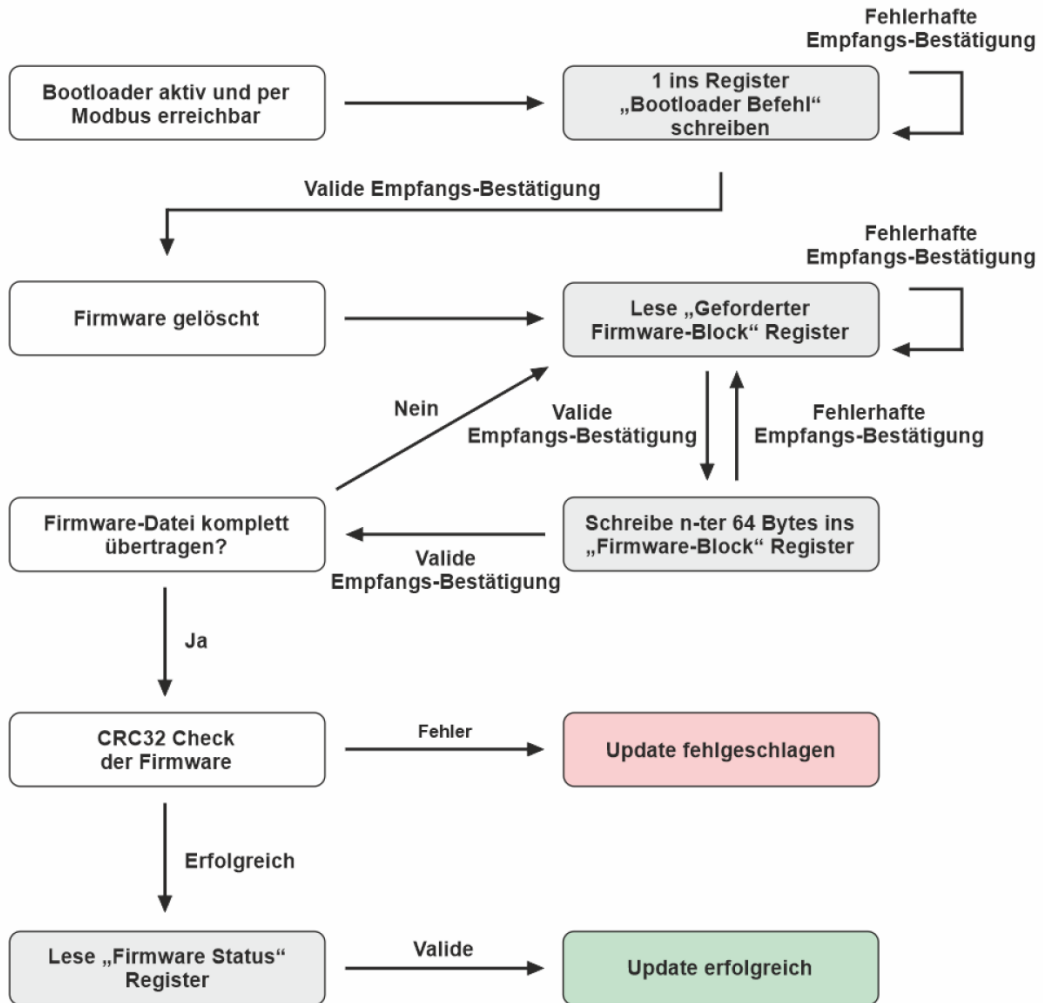 Fehlerhafte
Empfangs-Bestätigung
Bootloader aktiv und per
Modbus erreichbar
1 ins Register
„Bootloader Befehl“
schreiben
Valide Empfangs-Bestätigung
Fehlerhafte
Empfangs-Bestätigung
Firmware gelöscht
Lese „Geforderter
Firmware-Block“ Register
Nein
Valide
Empfangs-Bestätigung
Fehlerhafte
Empfangs-Bestätigung
Firmware-Datei komplett
übertragen?
Schreibe n-ter 64 Bytes ins
„Firmware-Block“ Register
Valide
Empfangs-Bestätigung
Ja
CRC32 Check
der Firmware
Fehler
Update fehlgeschlagen
Erfolgreich
Lese „Firmware Status“
Register
Valide
Update erfolgreich